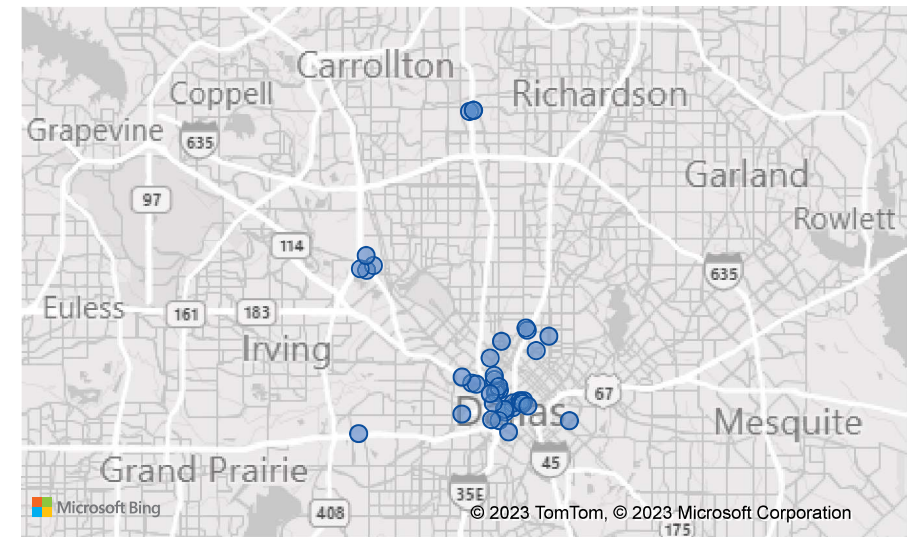 Carrollton
Coppell
Richardson
Grapevine
635
Garland
97
Rowlett
114
635
Euless
161
183
Irving
67
Mesquite
Grand Prairie
45
35E
Microsoft Bing
408
© 2023 TomTom, © 2023 Microsoft Corporation
175